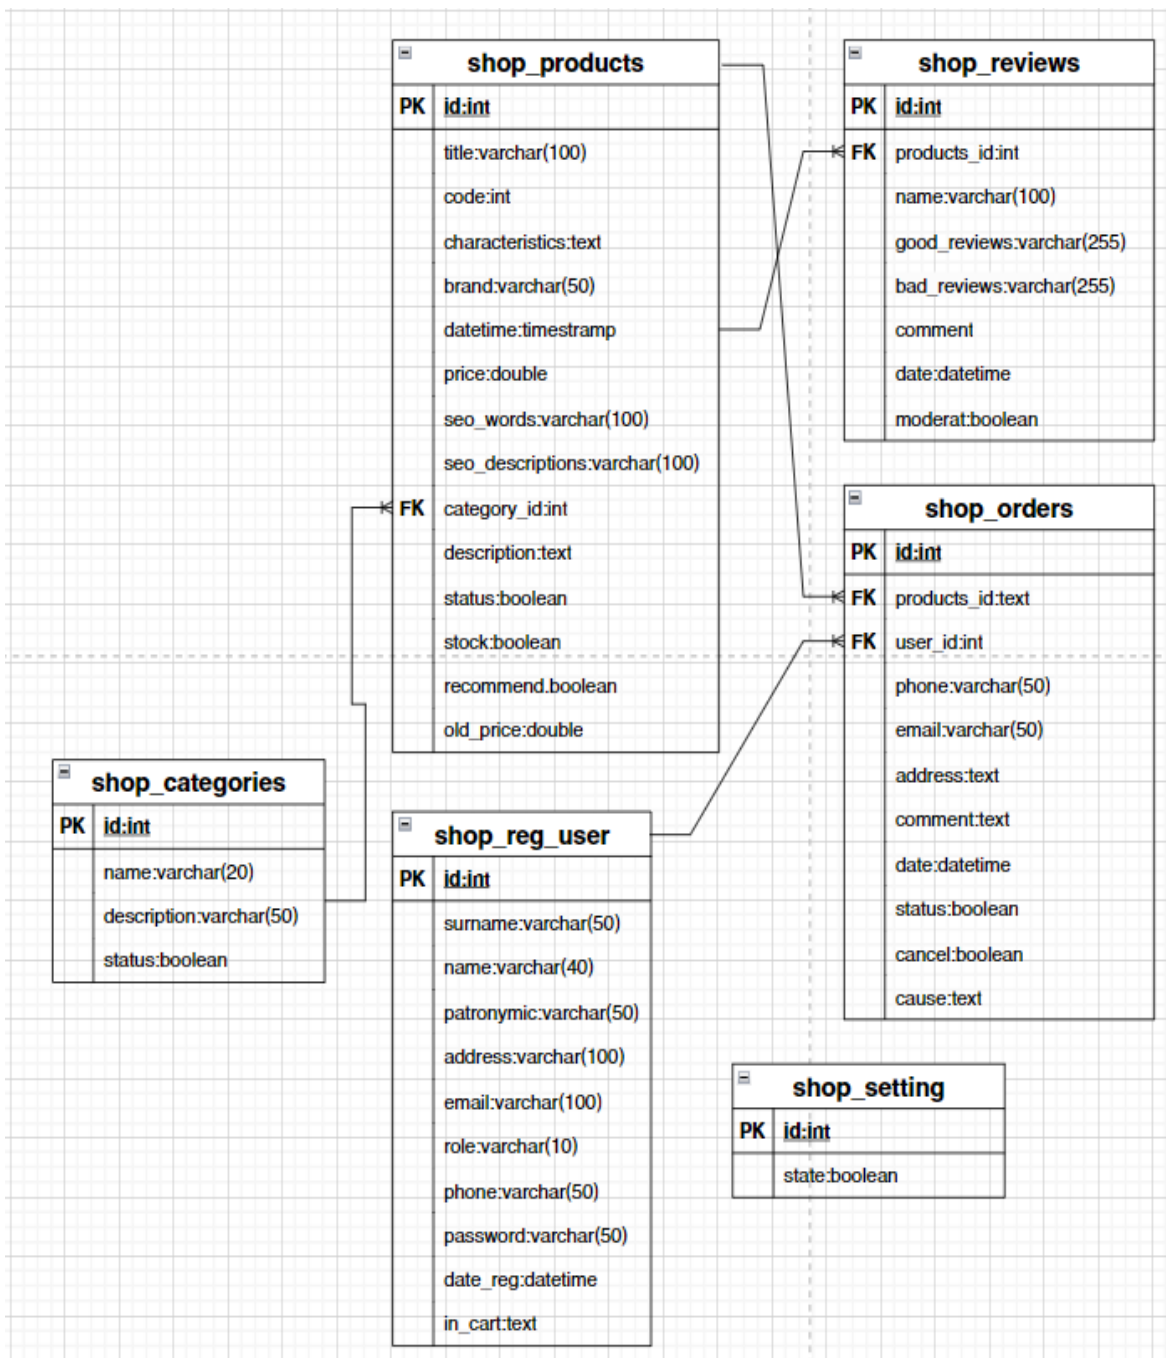 shop_products
PK id:int
title:varchar(100)
code:int
characteristics:text
brand:varchar(50)
datetime:timestramp
price:double
seo_words:varchar(100)
seo_descriptions:varchar(100)
FK category_id:int
description:text
status:boolean
stock:boolean
recommend.boolean
old_price:double
shop_reviews
PK id:int
FK products_id:int
name:varchar(100)
good_reviews:varchar(255)
bad_reviews:varchar(255)
comment
date:datetime
moderat:boolean
shop_orders
PK id:int
FK products_id:text
FK user_id:int
phone:varchar(50)
email:varchar(50)
address:text
comment:text
date:datetime
status:boolean
cancel:boolean
cause:text
shop_categories
PK id:int
name:varchar(20)
description:varchar(50)
status:boolean
shop_reg_user
PK id:int
surname:varchar(50)
name:varchar(40)
patronymic:varchar(50)
address:varchar(100)
email:varchar(100)
role:varchar(10)
phone:varchar(50)
password:varchar(50)
date_reg:datetime
in_cart:text
shop_setting
PK id:int
state:boolean